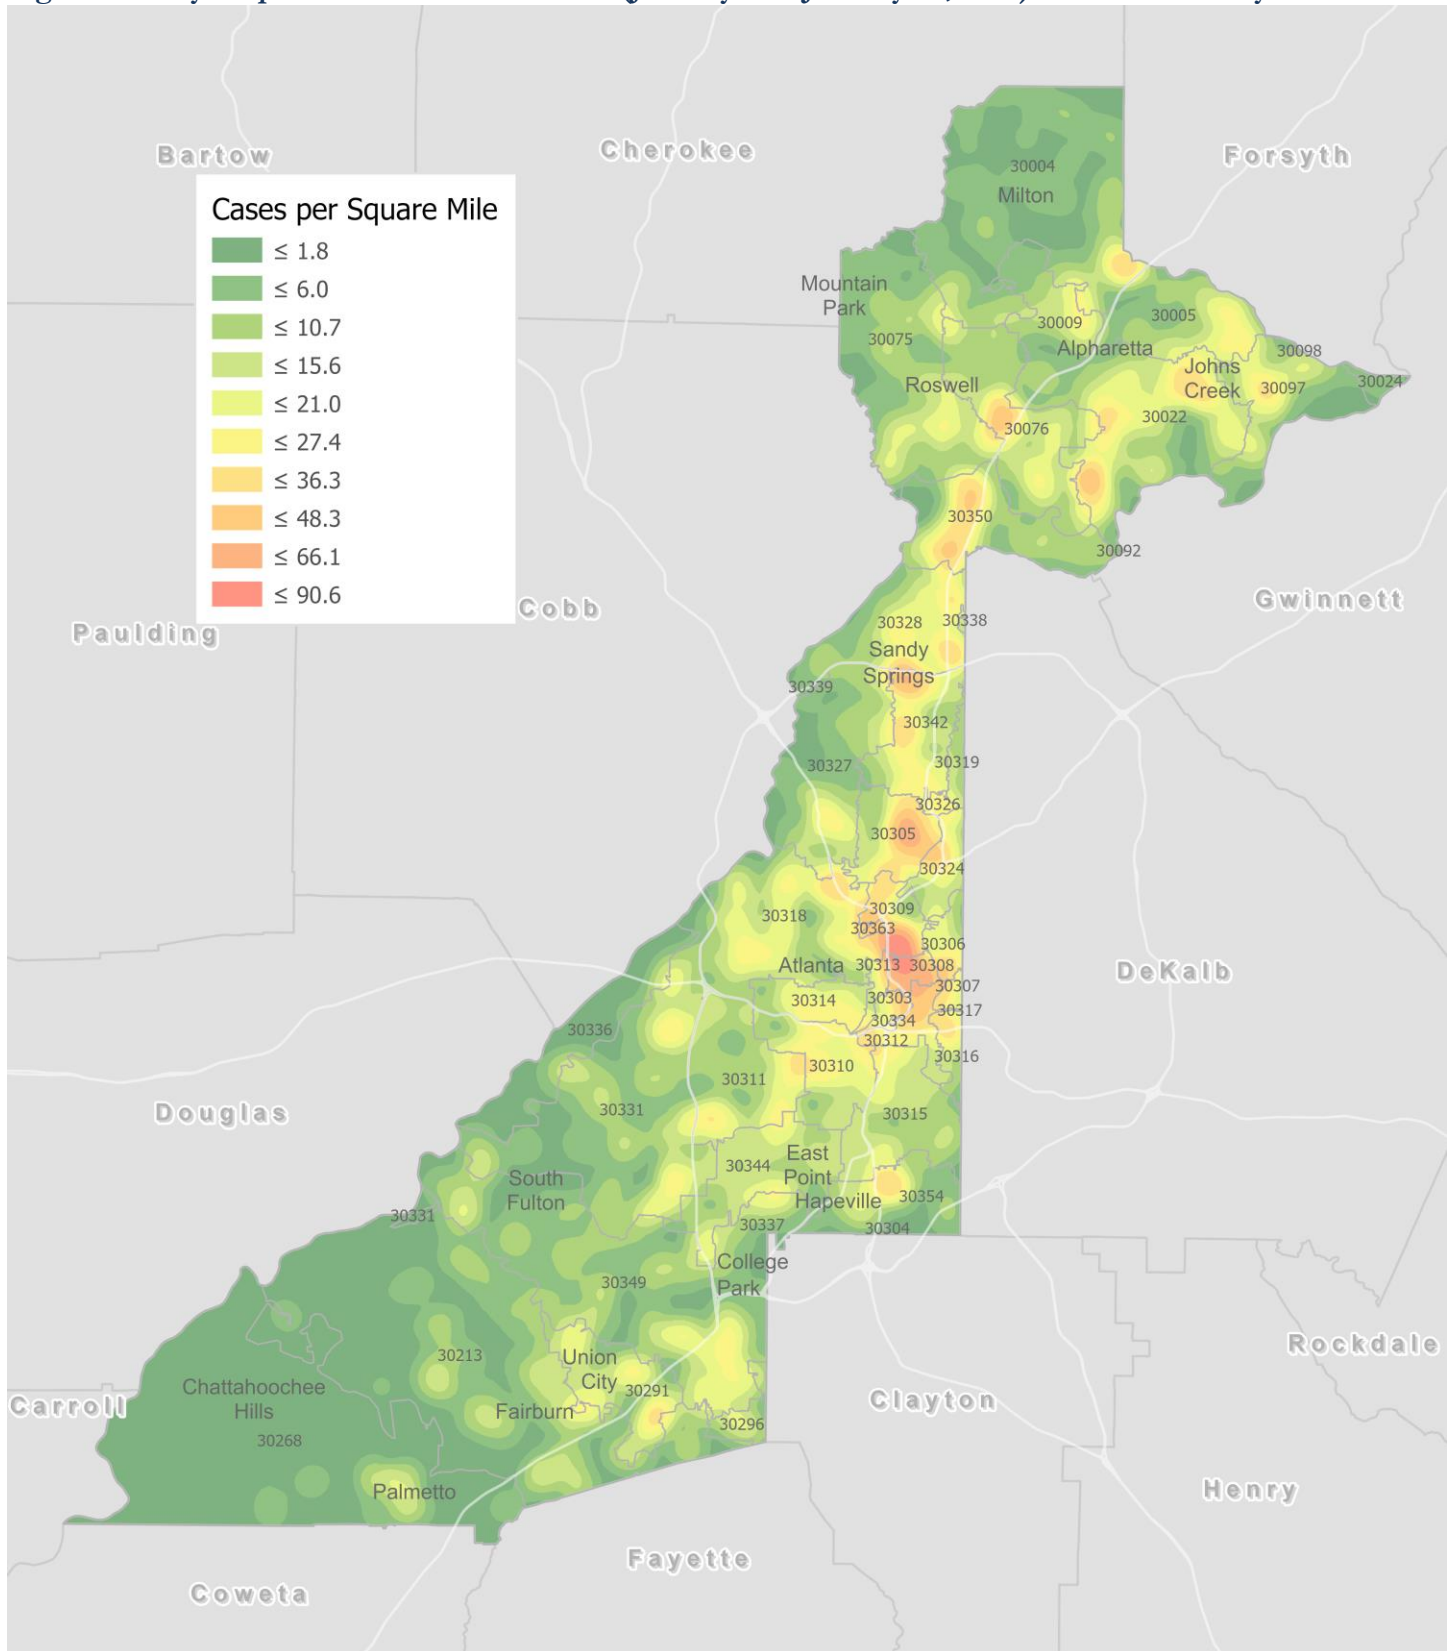 Bartow
Cherokee
Forsyth
Cases per Square Mile
≤ 1.8
≤ 6.0
≤ 10.7
≤ 15.6
≤ 21.0
≤ 27.4
≤ 36.3
≤ 48.3
≤ 66.1
≤ 90.6
30004
Milton
Mountain
Park
30075
30009
30005
Alpharetta
30098
Johns
Creek
30097
30024
Roswell
30076
30022
30350
30092
Paulding
Cobb
Gwinnett
30328
30338
Sandy
Springs
30339
30342
30327
30319
30326
30305
30324
30318
30309
30363
30306
Atlanta
30313
30308
DeKalb
30307
30314
30303
30317
30334
30336
30312
30316
30310
30311
Douglas
30331
30315
30344
East
Point
South
Fulton
Hapeville
30354
30331
30337
30304
College
Park
30349
Rockdale
30213
Union
City
30291
Chattahoochee
Hills
Carroll
Fairburn
Clayton
30296
30268
Palmetto
Henry
Fayette
Coweta